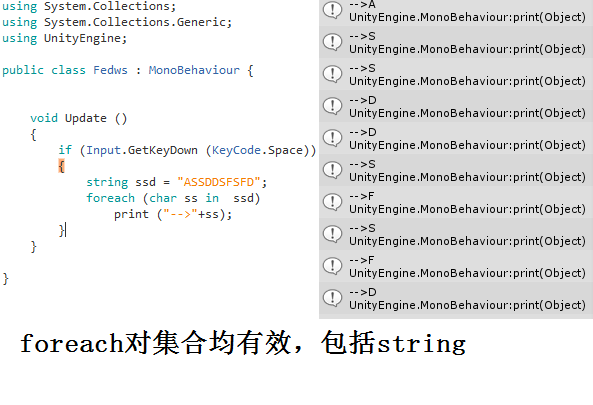 using System.Collections;
using System.Collections.Generic;
using UnityEngine;
public class Fedws : MonoBehaviour {
void Update ()
{
if (Input.GetKeyDown (KeyCode.Space))
{
string ssd = "ASSDDSFSFD";
foreach (char ss in  ssd)
print ("-->"+ss);
}
}
}
-->A
UnityEngine.MonoBehaviour:print(Object)
-->S
UnityEngine.MonoBehaviour:print(Object)
-->S
UnityEngine.MonoBehaviour:print(Object)
-->D
UnityEngine.MonoBehaviour:print(Object)
-->D
UnityEngine.MonoBehaviour:print(Object)
-->S
UnityEngine.MonoBehaviour:print(Object)
-->F
UnityEngine.MonoBehaviour:print(Object)
-->S
UnityEngine.MonoBehaviour:print(Object)
-->F
UnityEngine.MonoBehaviour:print(Object)
-->D
UnityEngine.MonoBehaviour:print(Object)
foreach对集合均有效，包括string